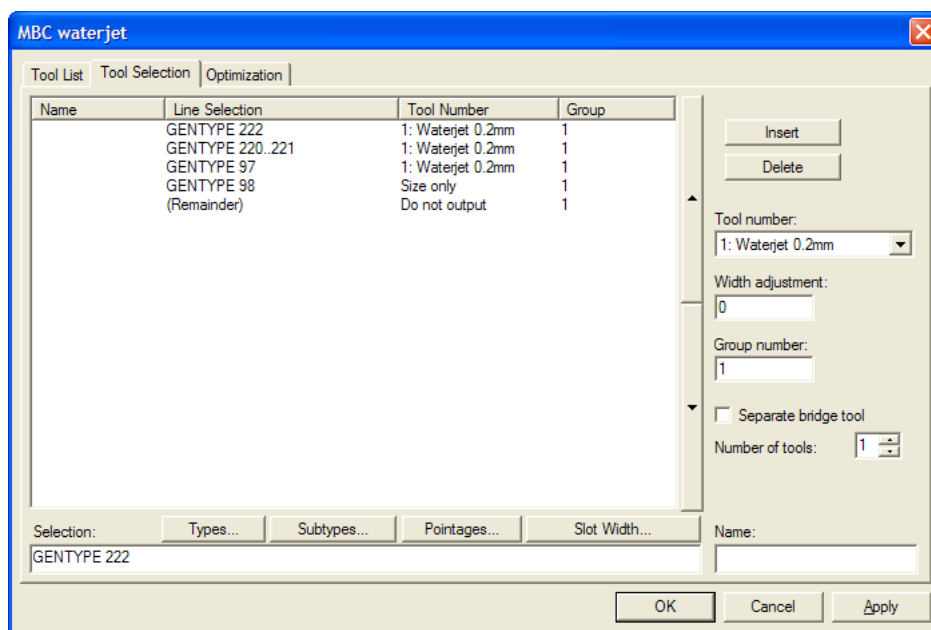 MBC waterjet
Tool List Tool Selection Optimization
Name Line Selection Tool Number Group
GENTYPE 222 1: Waterjet 0.2mm 1
GENTYPE 220..221 1: Waterjet 0.2mm 1
GENTYPE 97 1: Waterjet 0.2mm 1
GENTYPE 98 Size only 1
(Remainder) Do not output 1
Insert
Delete
Tool number:
1: Waterjet 0.2mm
Width adjustment:
0
Group number:
1
Separate bridge tool
Number of tools: 1
Selection: Types... Subtypes... Pointages... Slot Width... Name:
GENTYPE 222
OK Cancel Apply